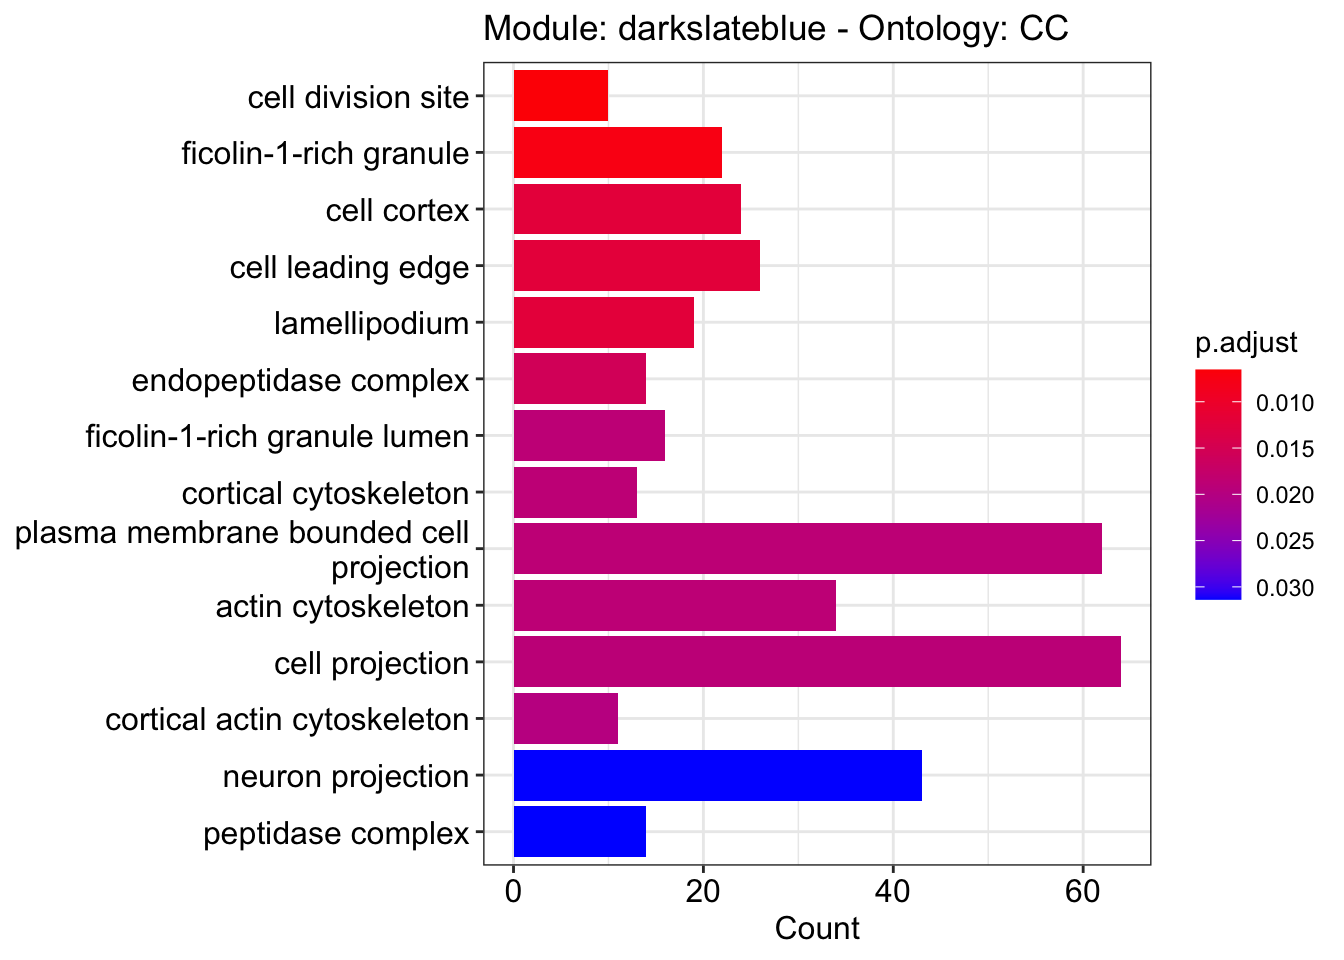 Module: darkslateblue - Ontology: CC
cell division site
ficolin-1-rich granule
cell cortex
cell leading edge
lamellipodium
endopeptidase complex
ficolin-1-rich granule lumen
cortical cytoskeleton
plasma membrane bounded cell
projection
actin cytoskeleton
cell projection
cortical actin cytoskeleton
neuron projection
peptidase complex
0 20 40 60
Count
p.adjust
0.010
0.015
0.020
0.025
0.030